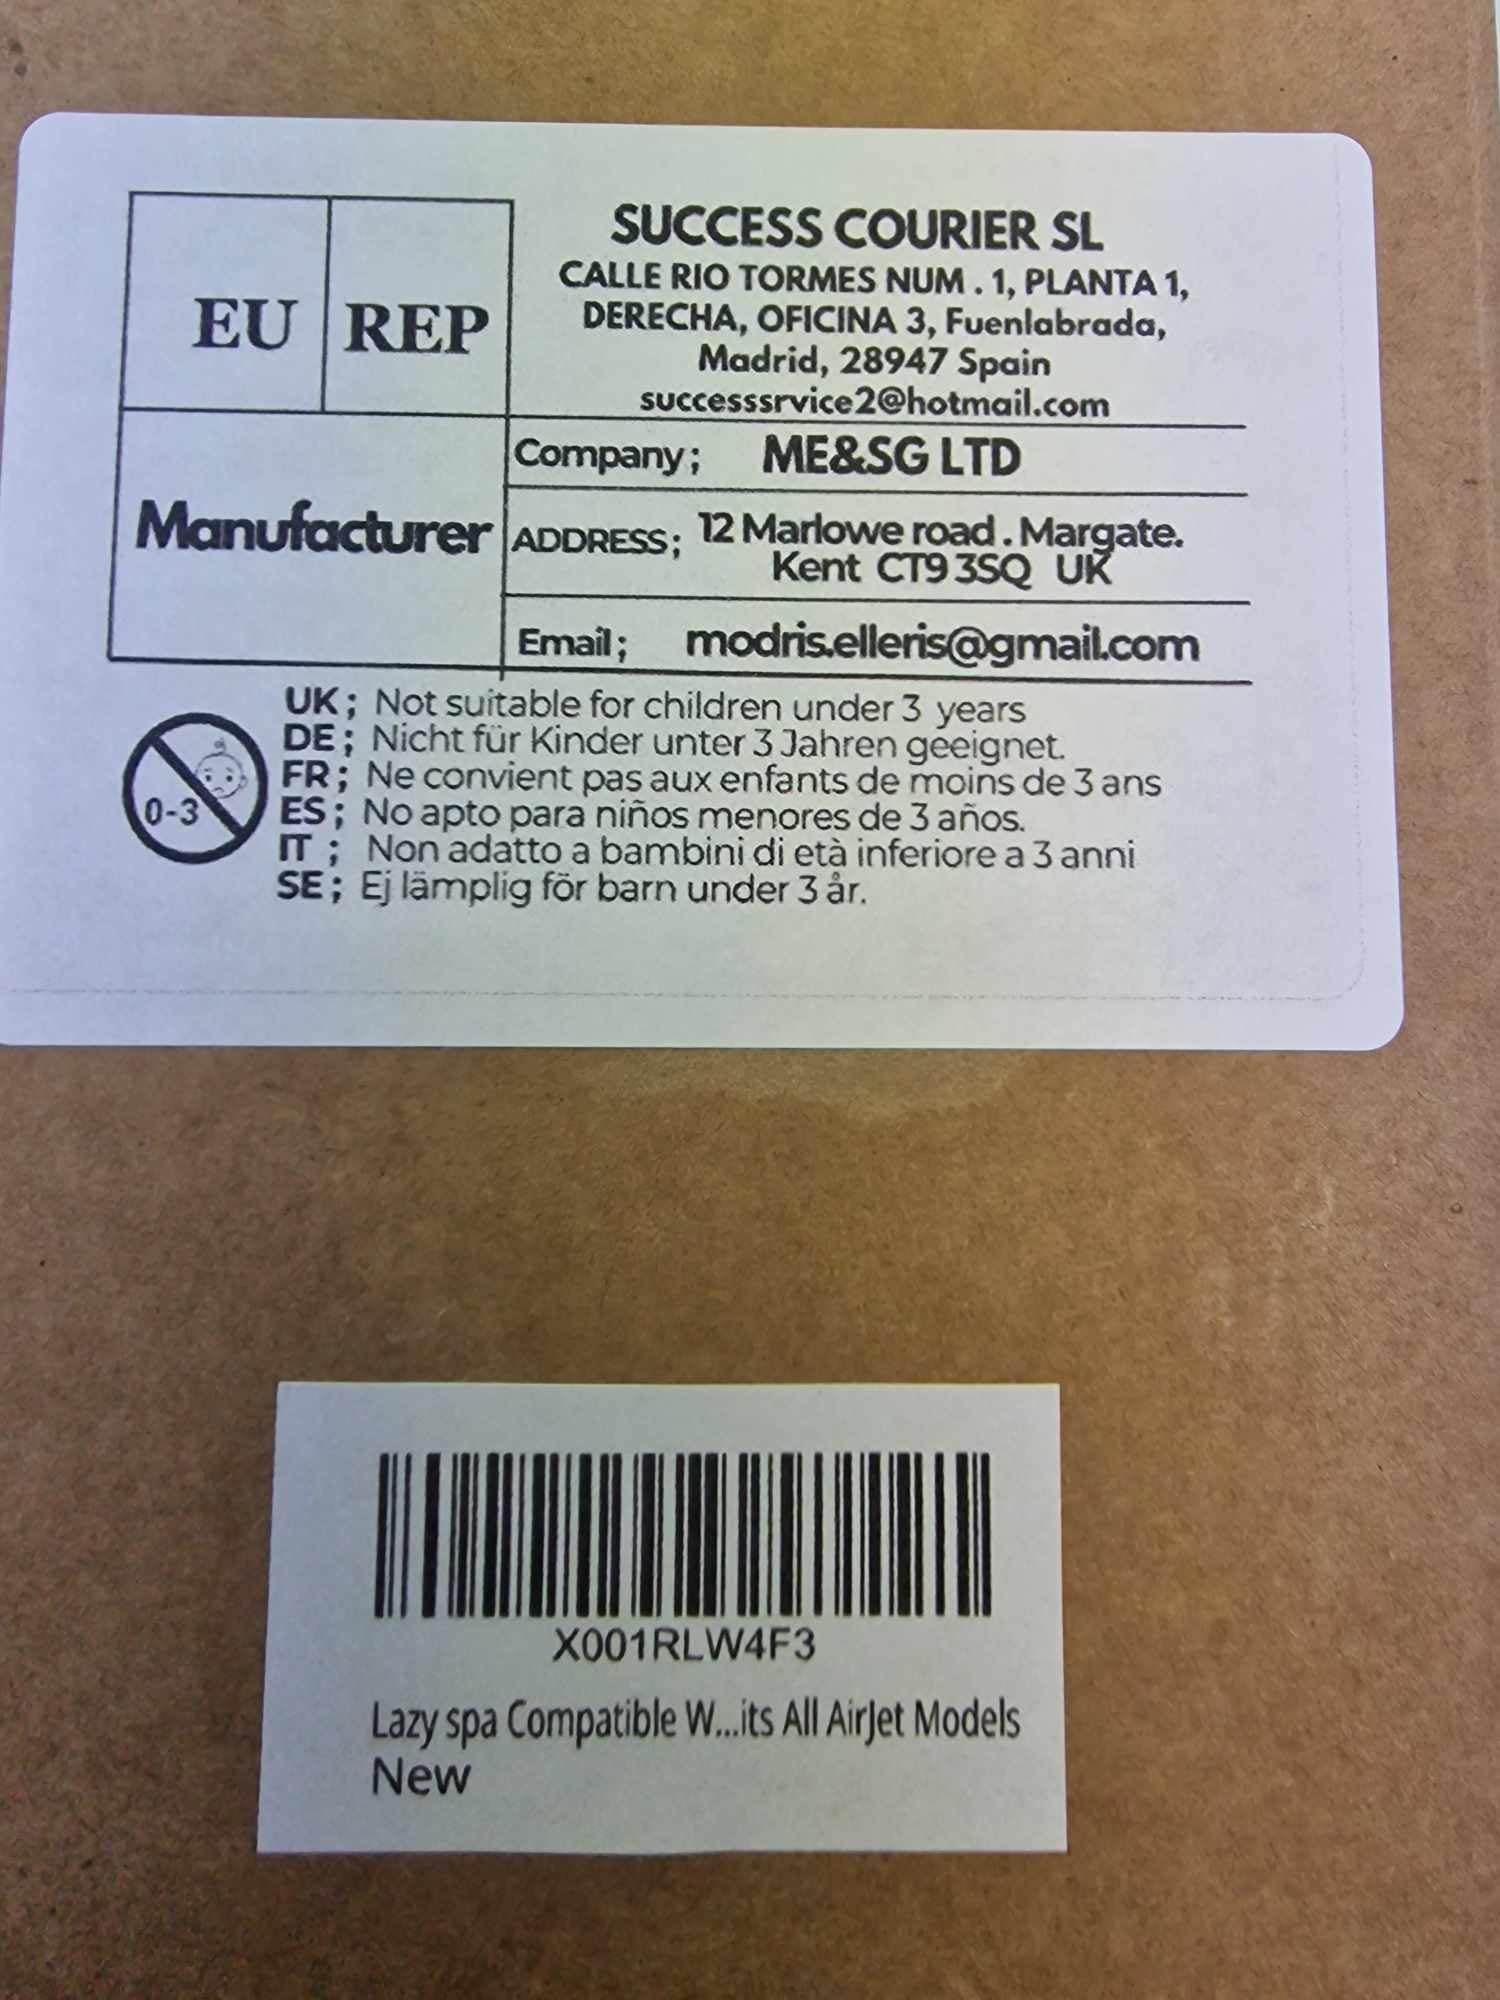 EU REP
SUCCESS COURIER SL
CALLE RIO TORMES NUM . 1, PLANTA 1,
DERECHA, OFICINA 3, Fuenlabrada,
Madrid, 28947 Spain
successsrvice2@hotmail.com
Manufacturer
Company; ME&SG LTD
ADDRESS; 12 Marlowe road . Margate.
Kent CT9 3SQ UK
Email; modris.elleris@gmail.com
0-3
UK; Not suitable for children under 3 years
DE; Nicht für Kinder unter 3 Jahren geeignet.
FR; Ne convient pas aux enfants de moins de 3 ans
ES; No apto para niños menores de 3 años.
IT ; Non adatto a bambini di età inferiore a 3 anni
SE; Ej lämplig för barn under 3 år.
X001RLW4F3
Lazy spa Compatible W...its All AirJet Models
New